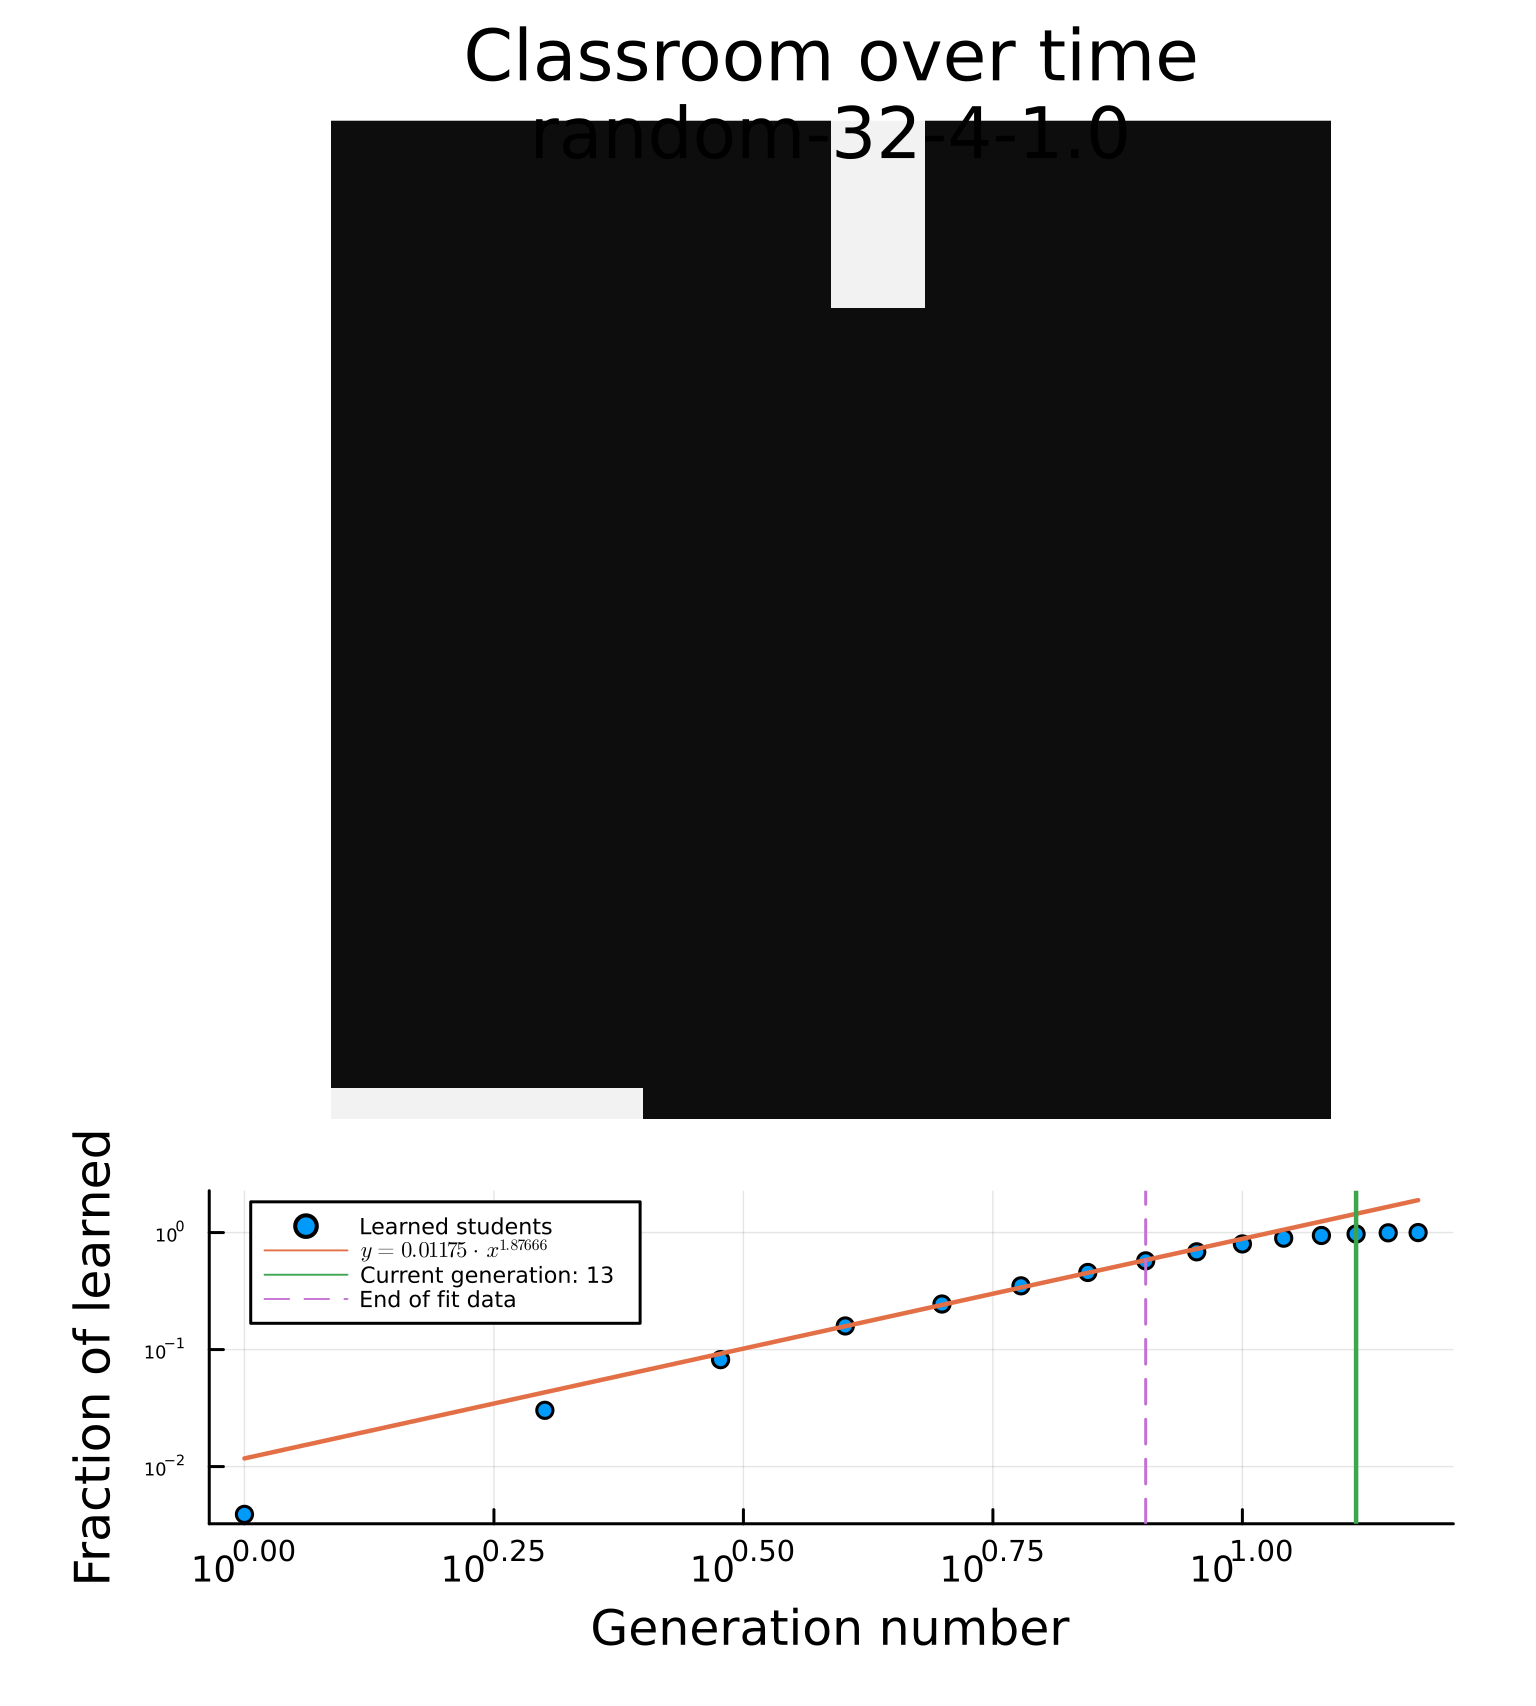 Classroom over time
random-32-4-1.0
Fraction of learned
10⁰
10⁻¹
10⁻²
Learned students
y = 0.01175 · x^1.87666
Current generation: 13
End of fit data
10^0.00 10^0.25 10^0.50 10^0.75 10^1.00
Generation number